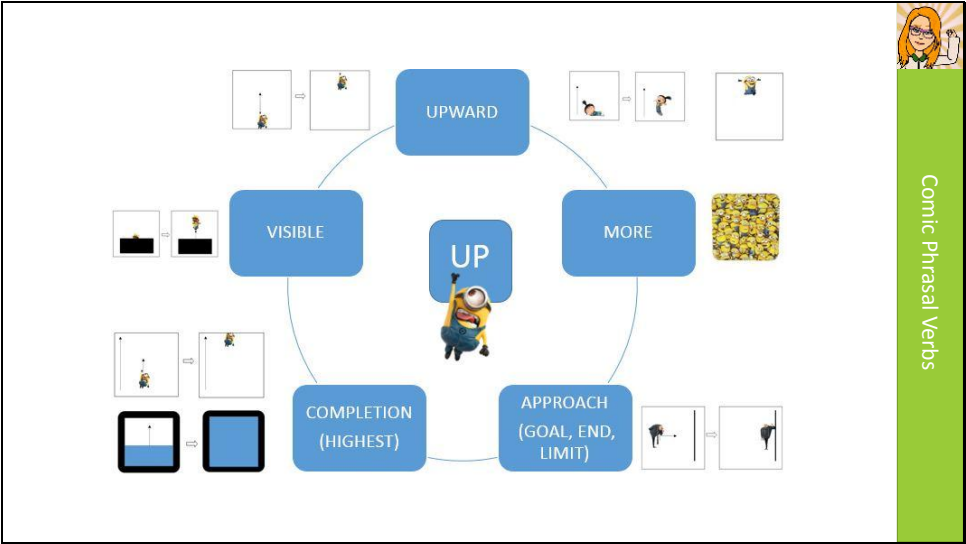 UPWARD
VISIBLE
MORE
UP
COMPLETION
(HIGHEST)
APPROACH
(GOAL, END,
LIMIT)
Comic Phrasal Verbs